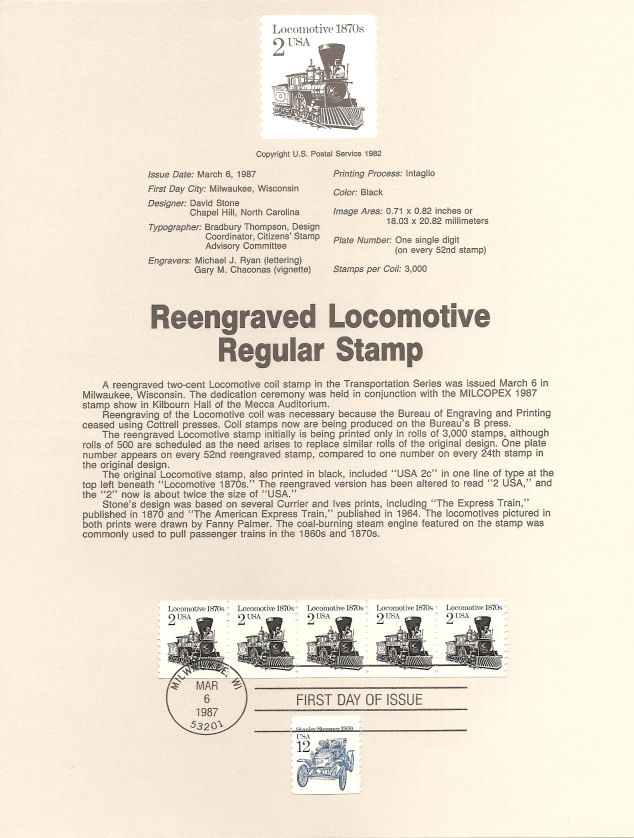 Locomotive 1870s
2 USA
Copyright U.S. Postal Service 1982
Issue Date: March 6, 1987
First Day City: Milwaukee, Wisconsin
Designer: David Stone
Chapel Hill, North Carolina
Typographer: Bradbury Thompson, Design
Coordinator, Citizens' Stamp
Advisory Committee
Engravers: Michael J. Ryan (lettering)
Gary M. Chaconas (vignette)
Printing Process: Intaglio
Color: Black
Image Area: 0.71 x 0.82 inches or
18.03 x 20.82 millimeters
Plate Number: One single digit
(on every 52nd stamp)
Stamps per Coil: 3,000
Reengraved Locomotive
Regular Stamp
A reengraved two-cent Locomotive coil stamp in the Transportation Series was issued March 6 in
Milwaukee, Wisconsin. The dedication ceremony was held in conjunction with the MILCOPEX 1987
stamp show in Kilbourn Hall of the Mecca Auditorium.
Reengraving of the Locomotive coil was necessary because the Bureau of Engraving and Printing
ceased using Cottrell presses. Coil stamps now are being produced on the Bureau's B press.
The reengraved Locomotive stamp initially is being printed only in rolls of 3,000 stamps, although
rolls of 500 are scheduled as the need arises to replace similar rolls of the original design. One plate
number appears on every 52nd reengraved stamp, compared to one number on every 24th stamp in
the original design.
The original Locomotive stamp, also printed in black, included "USA 2c" in one line of type at the
top left beneath "Locomotive 1870s." The reengraved version has been altered to read "2 USA," and
the "2" now is about twice the size of "USA."
Stone's design was based on several Currier and Ives prints, including "The Express Train,"
published in 1870 and "The American Express Train," published in 1964. The locomotives pictured in
both prints were drawn by Fanny Palmer. The coal-burning steam engine featured on the stamp was
commonly used to pull passenger trains in the 1860s and 1870s.
Locomotive 1870s Locomotive 1870s Locomotive 1870s Locomotive 1870s Locomotive 1870s
2 USA 2 USA 2 USA 2 USA 2 USA
MILWAUKEE, WI
MAR
6
1987
53201
FIRST DAY OF ISSUE
Stanley Steamer 1909
USA
12